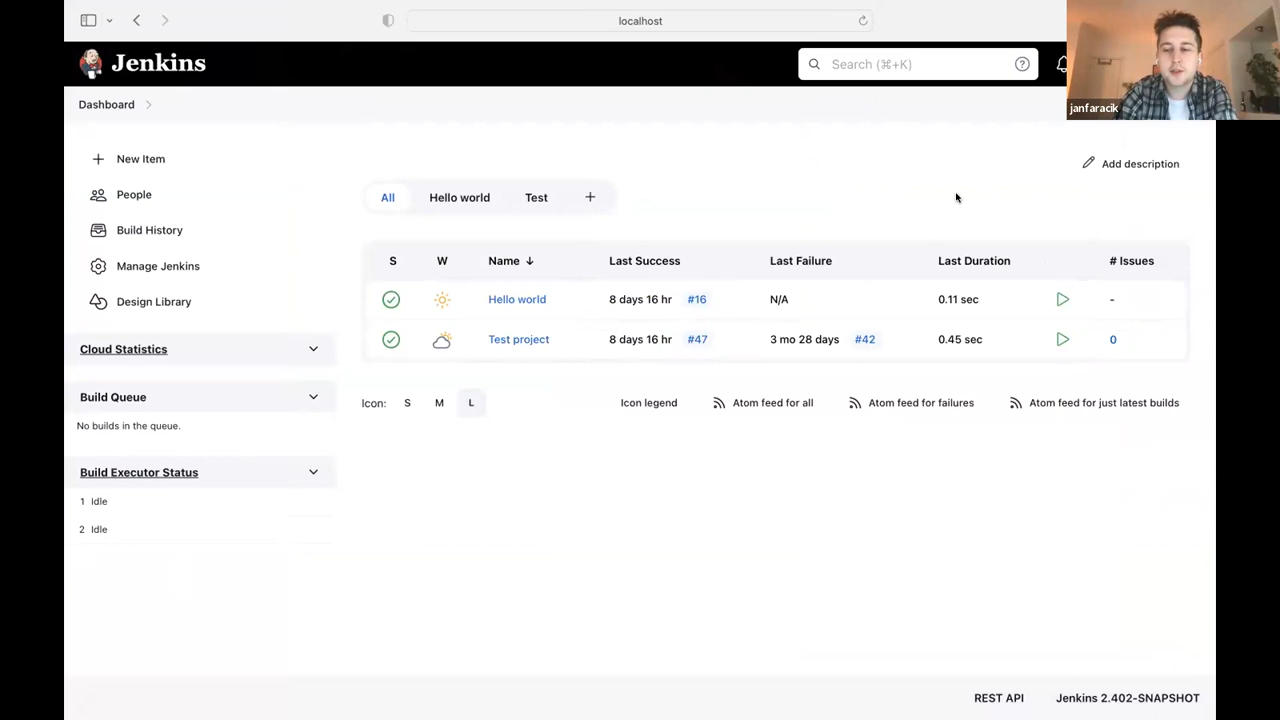 localhost
Jenkins
Search (⌘+K)
janfaracik
Dashboard
New Item
People
Build History
Manage Jenkins
Design Library
Cloud Statistics
Build Queue
No builds in the queue.
Build Executor Status
1 Idle
2 Idle
Add description
All Hello world Test
S W Name ↓ Last Success Last Failure Last Duration # Issues
Hello world 8 days 16 hr #16 N/A 0.11 sec -
Test project 8 days 16 hr #47 3 mo 28 days #42 0.45 sec 0
Icon: S M L Icon legend Atom feed for all Atom feed for failures Atom feed for just latest builds
REST API Jenkins 2.402-SNAPSHOT